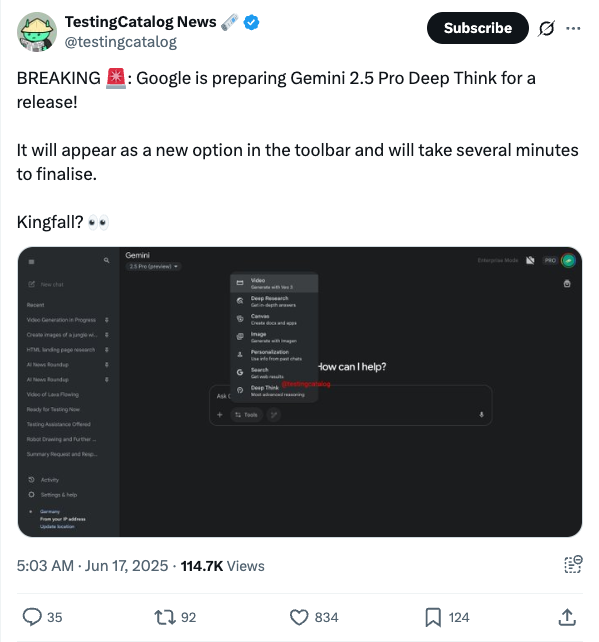 TestingCatalog News 🗞️
@testingcatalog
Subscribe
BREAKING 🚨: Google is preparing Gemini 2.5 Pro Deep Think for a
release!
It will appear as a new option in the toolbar and will take several minutes
to finalise.
Kingfall? 👀
Gemini
2.5 Pro (preview)
Enterprise Mode
PRO
New chat
Recent
Video Generation in Progress
Create images of a jungle wi...
HTML landing page research
AI News Roundup
AI News Roundup
Video of Lava Flowing
Ready for Testing Now
Testing Assistance Offered
Robot Drawing and Further ...
Summary Request and Resp...
Activity
Settings & help
Germany
From your IP address
Update location
Video
Generate with Veo 2
Deep Research
Get in-depth answers
Canvas
Create docs and apps
Image
Generate with Imagen
Personalization
Use info from past chats
Search
Get web results
Deep Think
Most advanced reasoning
@testingcatalog
How can I help?
Ask
Tools
5:03 AM · Jun 17, 2025 · 114.7K Views
35
92
834
124